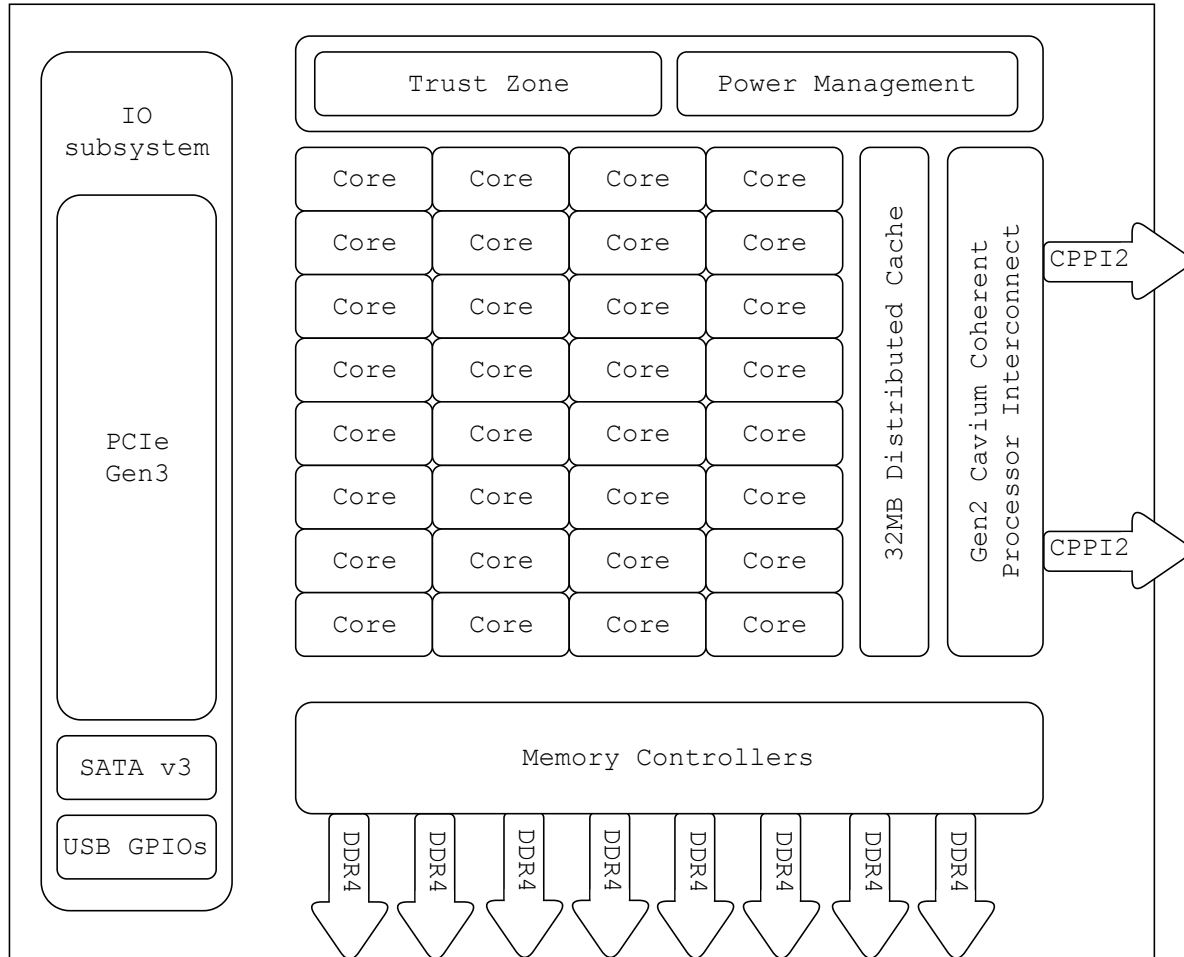 IO
subsystem
PCIe
Gen3
SATA v3
USB GPIOs
Trust Zone
Power Management
Core Core Core Core
Core Core Core Core
Core Core Core Core
Core Core Core Core
Core Core Core Core
Core Core Core Core
Core Core Core Core
Core Core Core Core
32MB Distributed Cache
Gen2 Cavium Coherent
Processor Interconnect
CPPI2
CPPI2
Memory Controllers
DDR4 DDR4 DDR4 DDR4 DDR4 DDR4 DDR4 DDR4